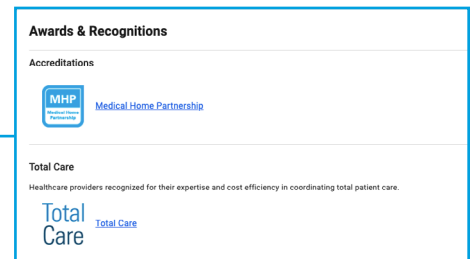 Awards & Recognitions
Accreditations
MHP
Medical Home
Partnership
Medical Home Partnership
Total Care
Healthcare providers recognized for their expertise and cost efficiency in coordinating total patient care.
Total
Care
Total Care